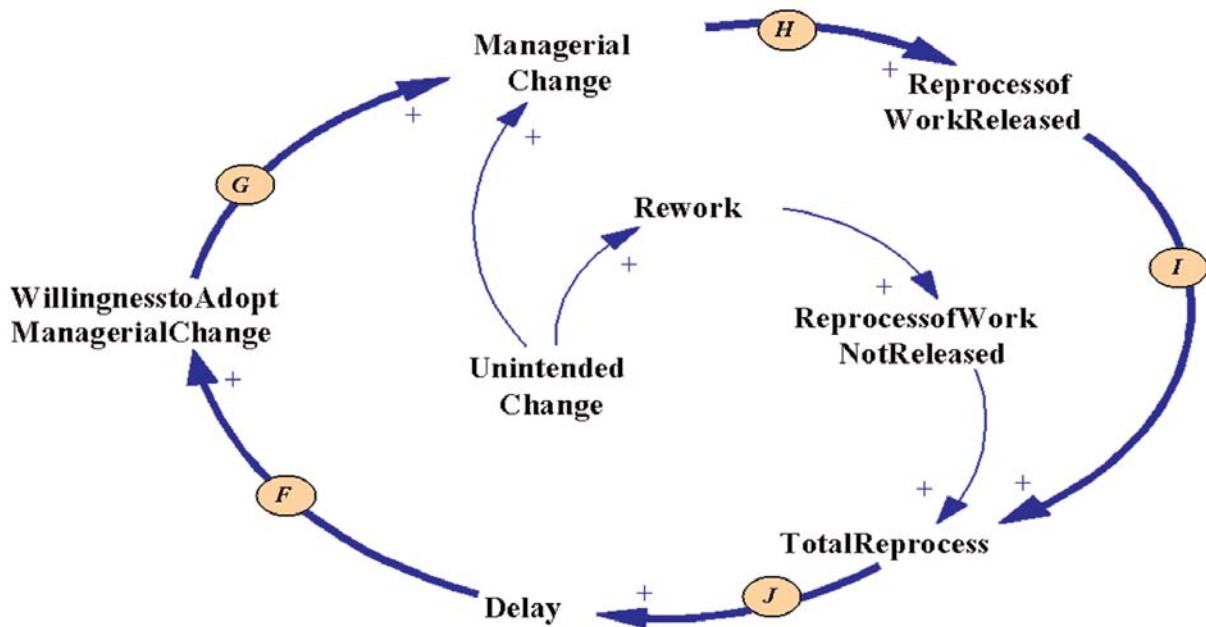 H
Managerial
Change
+
Reprocessof
WorkReleased
+
+
G
Rework
+
I
WillingnesstoAdopt
ManagerialChange
+
ReprocessofWork
NotReleased
Unintended
Change
+
F
+
+
TotalReprocess
+
J
Delay